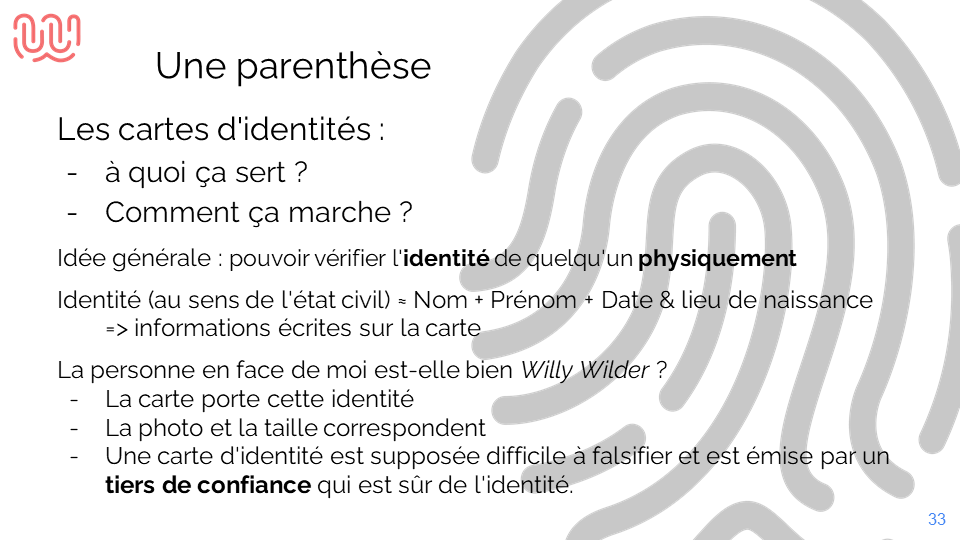 Une parenthèse
Les cartes d'identités :
- à quoi ça sert ?
- Comment ça marche ?
Idée générale : pouvoir vérifier l'identité de quelqu'un physiquement
Identité (au sens de l'état civil) ≈ Nom + Prénom + Date & lieu de naissance
=> informations écrites sur la carte
La personne en face de moi est-elle bien Willy Wilder ?
- La carte porte cette identité
- La photo et la taille correspondent
- Une carte d'identité est supposée difficile à falsifier et est émise par un
tiers de confiance qui est sûr de l'identité.
33